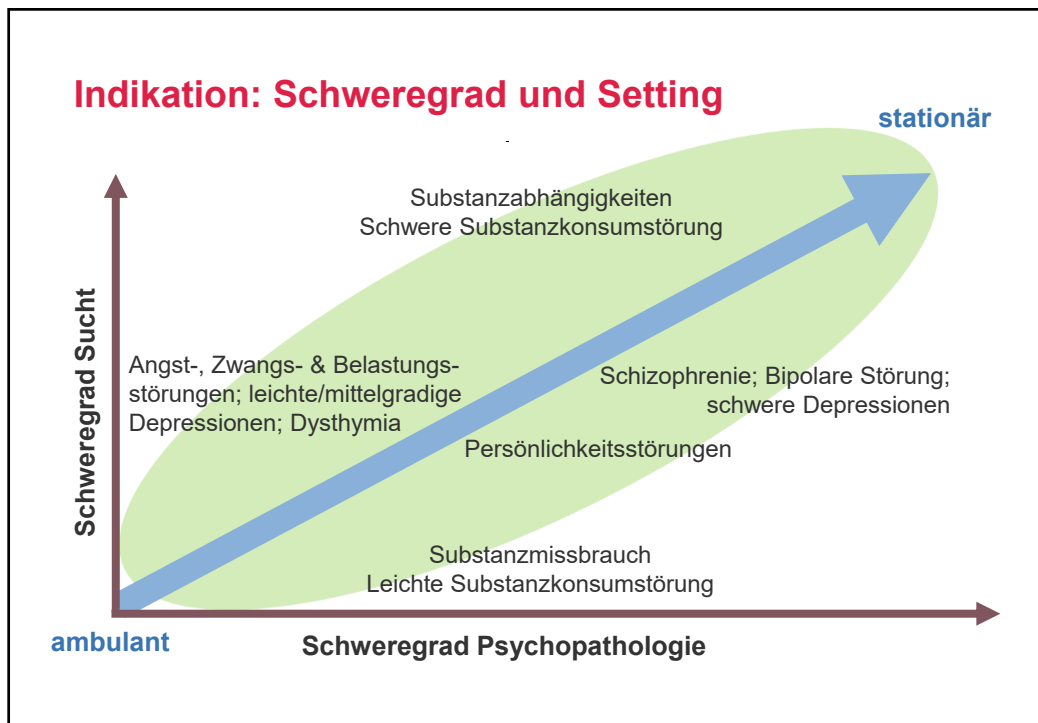 Indikation: Schweregrad und Setting
stationär
Substanzabhängigkeiten
Schwere Substanzkonsumstörung
Schweregrad Sucht
Angst-, Zwangs- & Belastungs-
störungen; leichte/mittelgradige
Depressionen; Dysthymia
Schizophrenie; Bipolare Störung;
schwere Depressionen
Persönlichkeitsstörungen
Substanzmissbrauch
Leichte Substanzkonsumstörung
ambulant
Schweregrad Psychopathologie